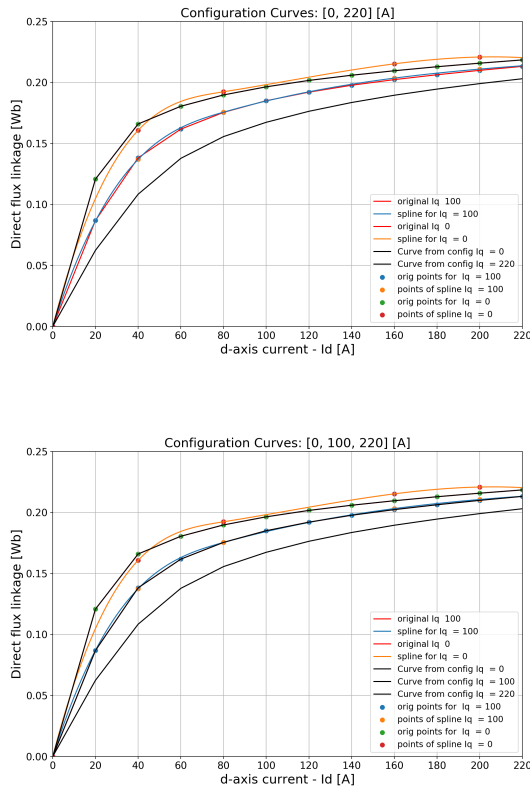 Configuration Curves: [0, 220] [A]
0.25
0.20
0.15
0.10
0.05
0.00
Direct flux linkage [Wb]
original Iq 100
spline for Iq = 100
original Iq 0
spline for Iq = 0
Curve from config Iq = 0
Curve from config Iq = 220
orig points for Iq = 100
points of spline Iq = 100
orig points for Iq = 0
points of spline Iq = 0
0 20 40 60 80 100 120 140 160 180 200 220
d-axis current - Id [A]
Configuration Curves: [0, 100, 220] [A]
0.25
0.20
0.15
0.10
0.05
0.00
Direct flux linkage [Wb]
original Iq 100
spline for Iq = 100
original Iq 0
spline for Iq = 0
Curve from config Iq = 0
Curve from config Iq = 100
Curve from config Iq = 220
orig points for Iq = 100
points of spline Iq = 100
orig points for Iq = 0
points of spline Iq = 0
0 20 40 60 80 100 120 140 160 180 200 220
d-axis current - Id [A]